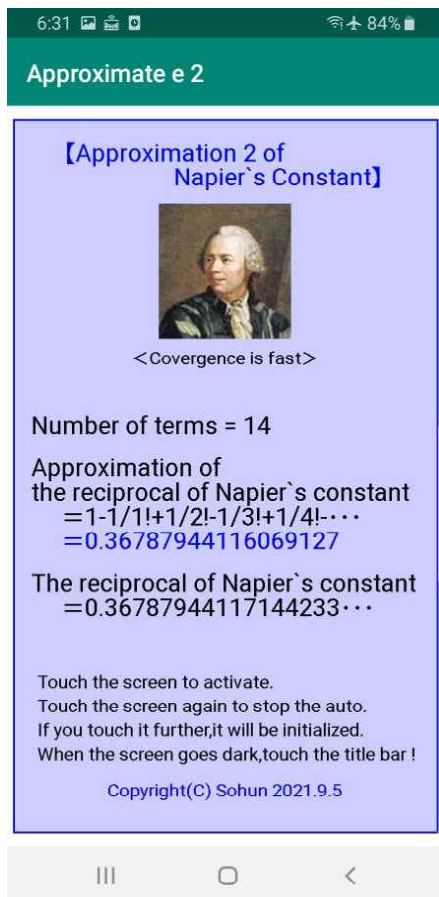 6:31 84%
Approximate e 2
【Approximation 2 of
Napier`s Constant】
<Covergence is fast>
Number of terms = 14
Approximation of
the reciprocal of Napier`s constant
=1-1/1!+1/2!-1/3!+1/4!-···
=0.36787944116069127
The reciprocal of Napier`s constant
=0.36787944117144233···
Touch the screen to activate.
Touch the screen again to stop the auto.
If you touch it further,it will be initialized.
When the screen goes dark,touch the title bar !
Copyright(C) Sohun 2021.9.5